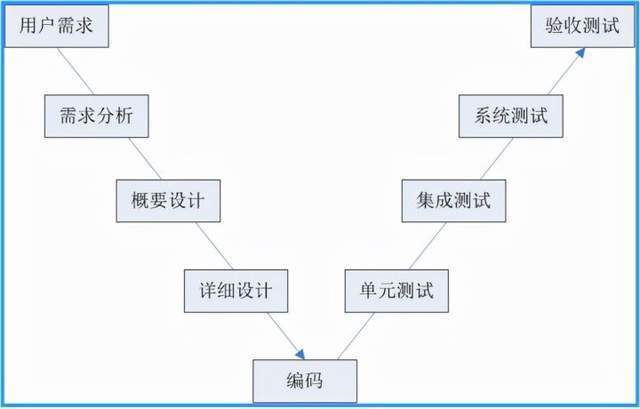 用户需求
验收测试
需求分析
系统测试
概要设计
集成测试
详细设计
单元测试
编码